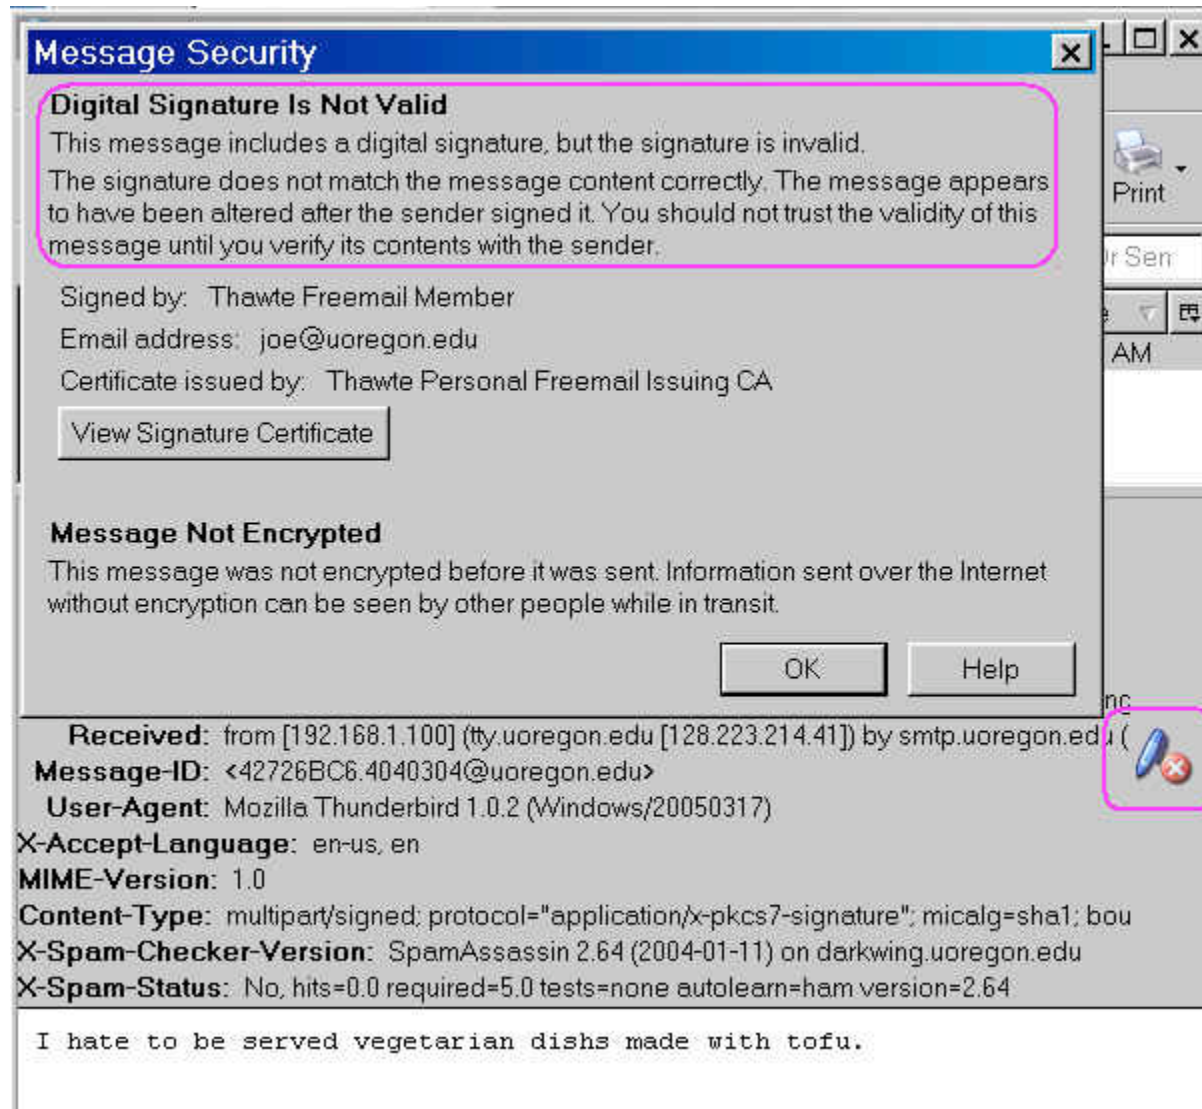 Message Security
Digital Signature Is Not Valid
This message includes a digital signature, but the signature is invalid.
The signature does not match the message content correctly. The message appears
to have been altered after the sender signed it. You should not trust the validity of this
message until you verify its contents with the sender.
Print
Signed by: Thawte Freemail Member
Email address: joe@uoregon.edu
AM
Certificate issued by: Thawte Personal Freemail Issuing CA
View Signature Certificate
Message Not Encrypted
This message was not encrypted before it was sent. Information sent over the Internet
without encryption can be seen by other people while in transit.
OK Help
Received: from [192.168.1.100] (tty.uoregon.edu [128.223.214.41]) by smtp.uoregon.edu (
Message-ID: <42726BC6.4040304@uoregon.edu>
User-Agent: Mozilla Thunderbird 1.0.2 (Windows/20050317)
X-Accept-Language: en-us, en
MIME-Version: 1.0
Content-Type: multipart/signed; protocol="application/x-pkcs7-signature"; micalg=sha1; bou
X-Spam-Checker-Version: SpamAssassin 2.64 (2004-01-11) on darkwing.uoregon.edu
X-Spam-Status: No, hits=0.0 required=5.0 tests=none autolearn=ham version=2.64
I hate to be served vegetarian dishs made with tofu.